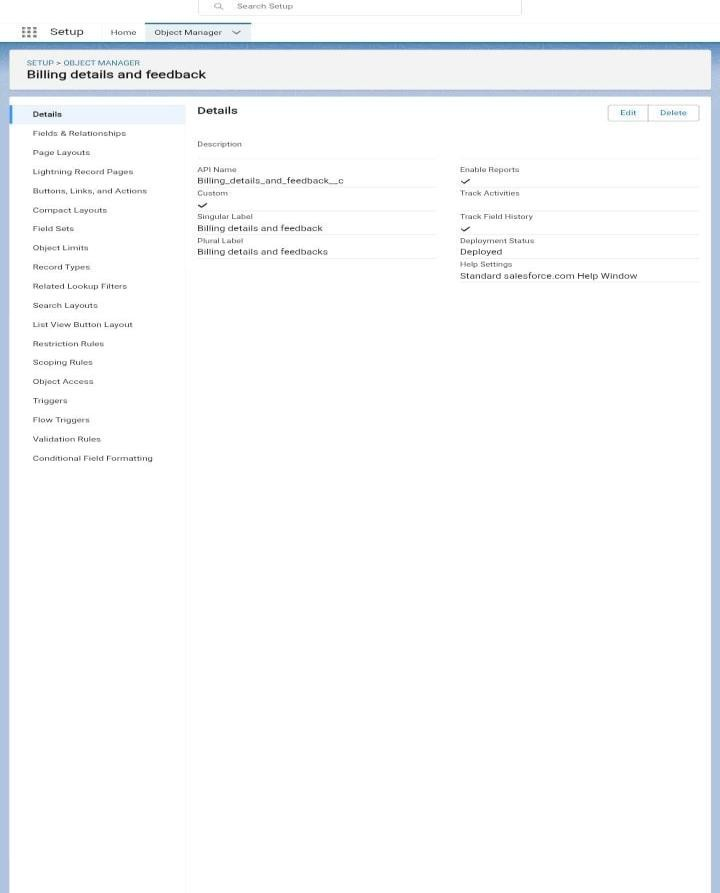 Search Setup
Setup
Home
Object Manager
SETUP > OBJECT MANAGER
Billing details and feedback
Details
Fields & Relationships
Page Layouts
Lightning Record Pages
Buttons, Links, and Actions
Compact Layouts
Field Sets
Object Limits
Record Types
Related Lookup Filters
Search Layouts
List View Button Layout
Restriction Rules
Scoping Rules
Object Access
Triggers
Flow Triggers
Validation Rules
Conditional Field Formatting
Details
Edit
Delete
Description
API Name
Billing_details_and_feedback__c
Custom
Singular Label
Billing details and feedback
Plural Label
Billing details and feedbacks
Enable Reports
Track Activities
Track Field History
Deployment Status
Deployed
Help Settings
Standard salesforce.com Help Window